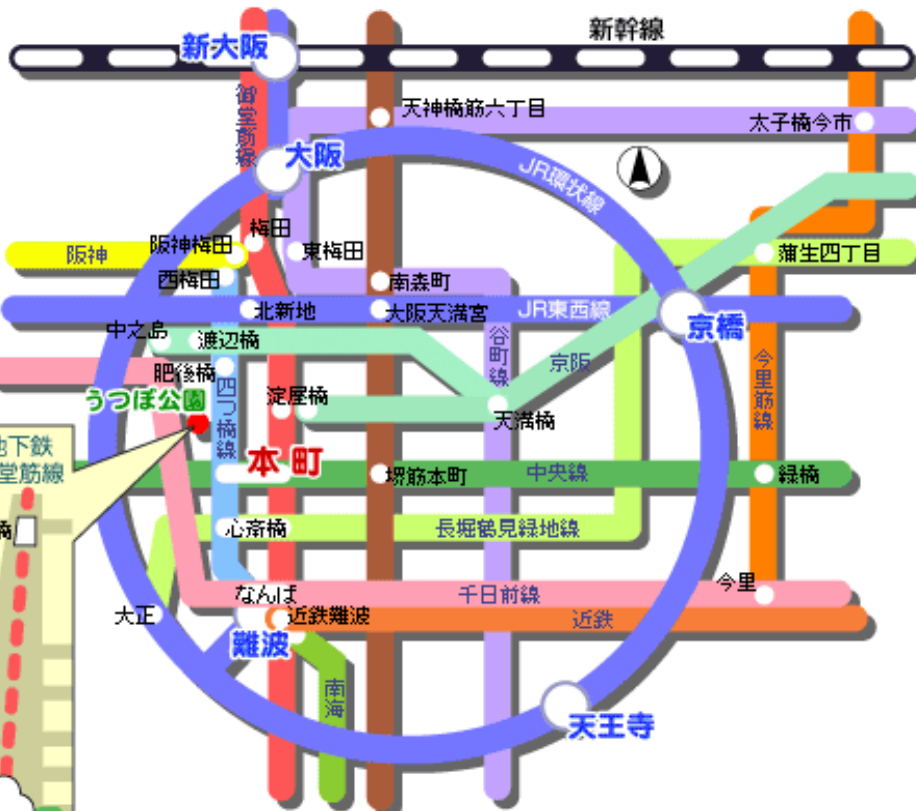 新幹線
新大阪
御堂筋線
天神橋筋六丁目
太子橋今市
大阪
JR環状線
梅田
阪神梅田
東梅田
阪神
蒲生四丁目
西梅田
南森町
北新地
大阪天満宮
JR東西線
京橋
中之島
渡辺橋
谷町線
京阪
今里筋線
肥後橋
四つ橋線
うつぼ公園
淀屋橋
天満橋
地下鉄
堂筋線
本町
堺筋本町
中央線
緑橋
橋
心斎橋
長堀鶴見緑地線
なんば
千日前線
今里
大正
近鉄難波
近鉄
難波
南海
天王寺